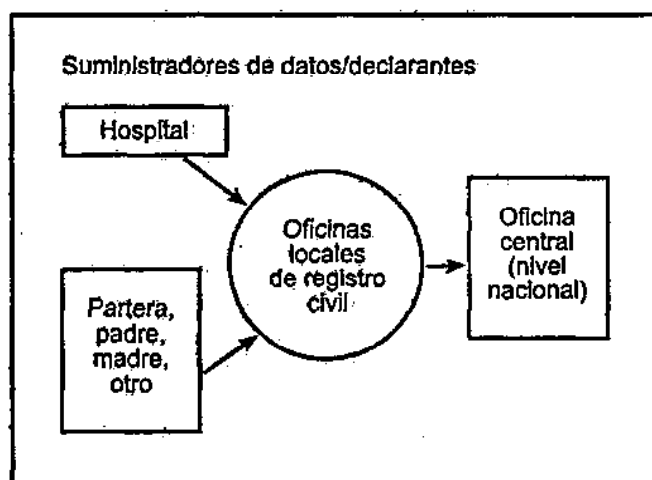 Suministradores de datos/declarantes
Hospital
Oficinas
locales
de registro
civil
Partera,
padre,
madre,
otro
Oficina
central
(nivel
nacional)